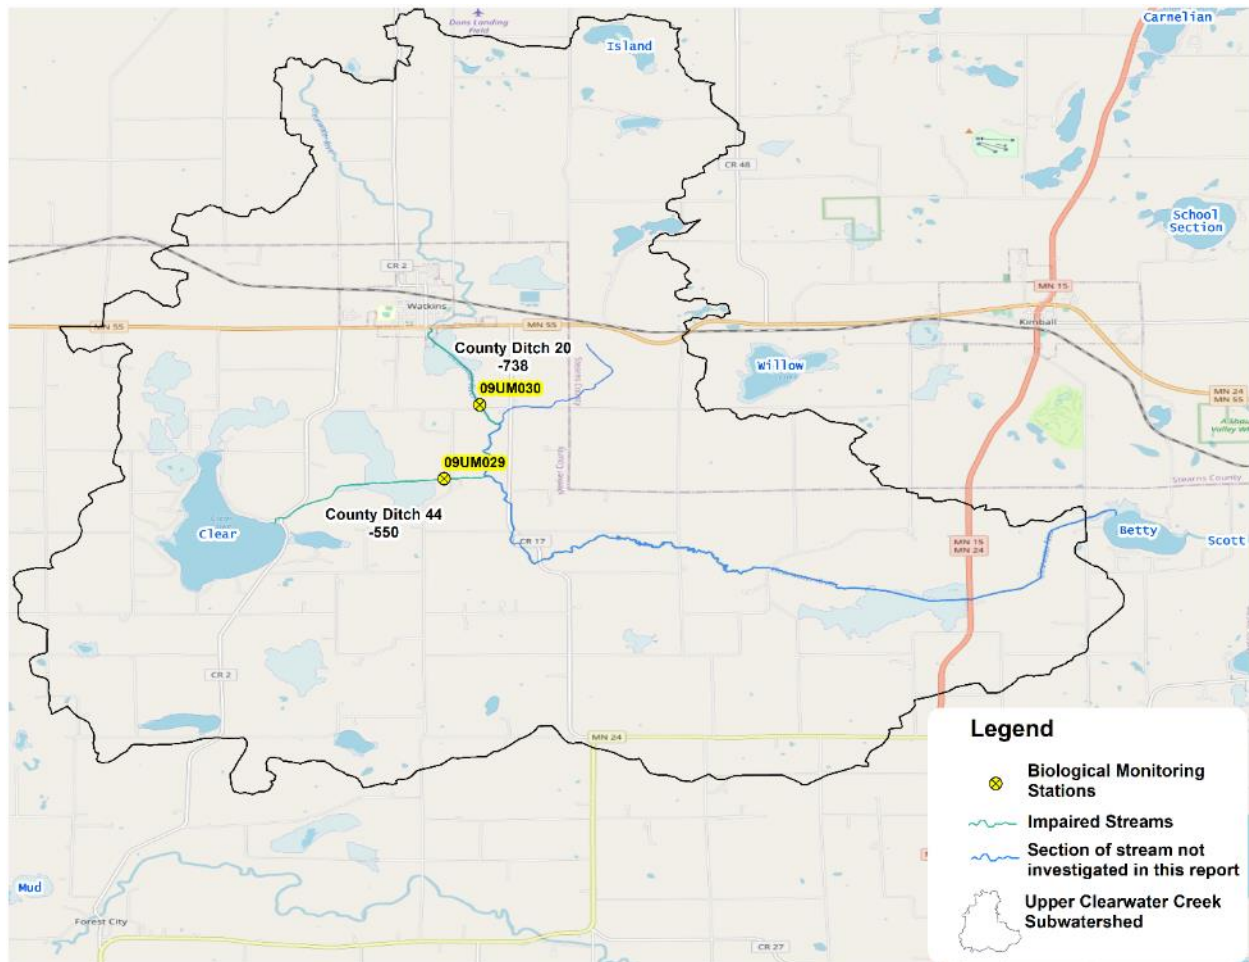 Dons Landing
Field
Island
Carnelian
CR 48
School
Section
CR 2
MN 15
Watkins
MN 55
MN 55
Kimball
County Ditch 20
-738
Stearns County
Willow
09UM030
MN 24
MN 55
09UM029
Meeker County
Stearns County
County Ditch 44
-550
Clear
CR 17
MN 15
MN 24
Betty
Scott
CR 2
MN 24
Legend
Biological Monitoring
Stations
Impaired Streams
Section of stream not
investigated in this report
Upper Clearwater Creek
Subwatershed
Mud
Forest City
CR 27